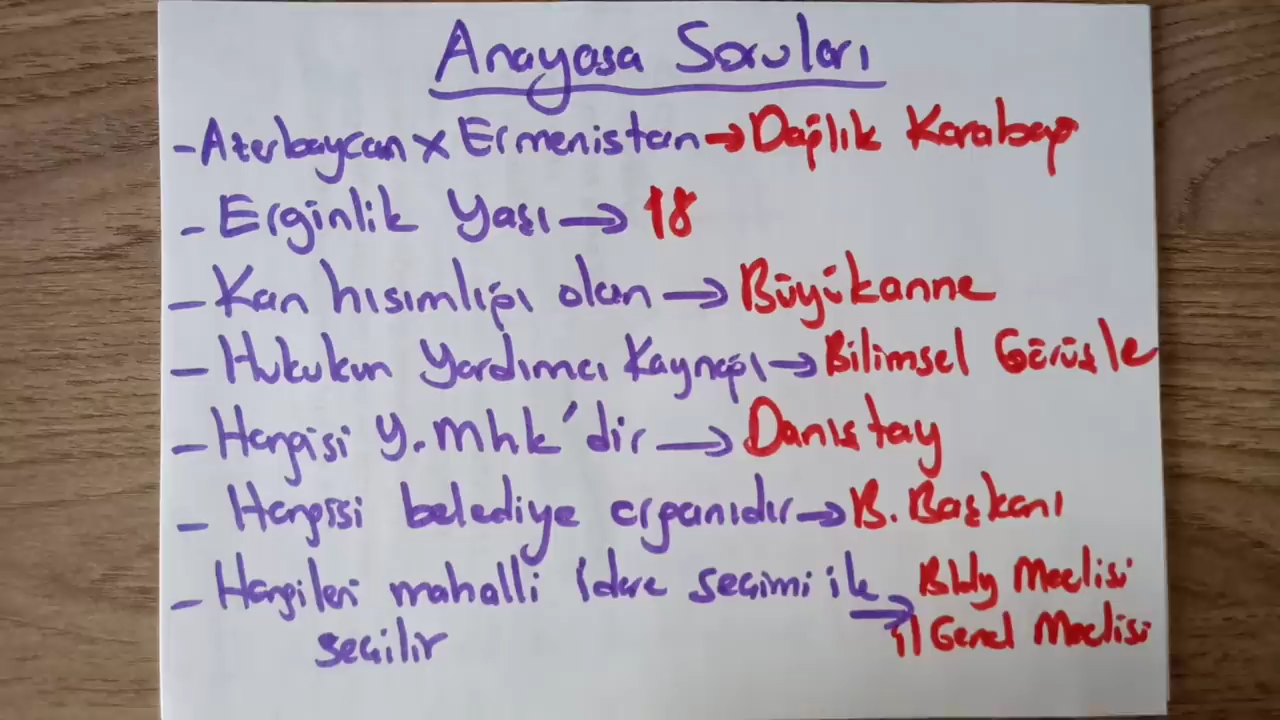 Anayasa Soruları
- Azerbaycan x Ermenistan → Dağlık Karabağ
- Erginlik Yaşı → 18
- Kan hısımlığı olan → Büyükanne
- Hukukun Yardımcı Kaynağı → Bilimsel Görüşle
- Hangisi Y.mhk'dir → Danıştay
- Hangisi belediye organıdır → B. Başkanı
- Hangileri mahalli idare seçimi ile → Bldy Meclisi
seçilir il Genel Meclisi